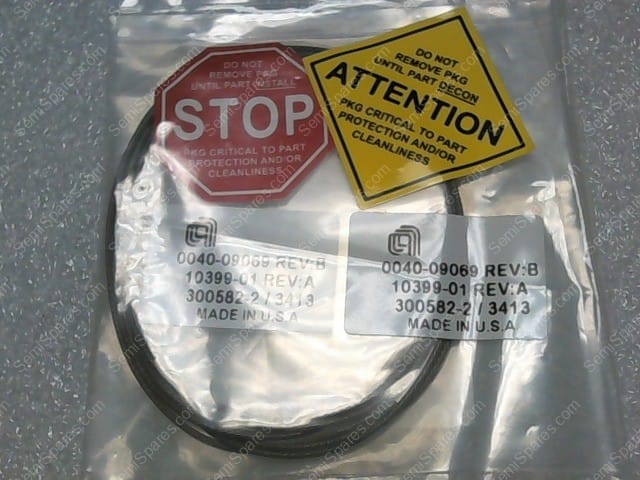 DO NOT
REMOVE PKG
UNTIL PART INSTALL
STOP
PKG CRITICAL TO PART
PROTECTION AND/OR
CLEANLINESS
DO NOT
REMOVE PKG
UNTIL PART DECON
ATTENTION
PKG CRITICAL TO PART
PROTECTION AND/OR
CLEANLINESS
0040-09069 REV:B
10399-01 REV:A
300582-2 / 3413
MADE IN U.S.A
0040-09069 REV:B
10399-01 REV:A
300582-2 / 3413
MADE IN U.S.A
SemiSpares.com